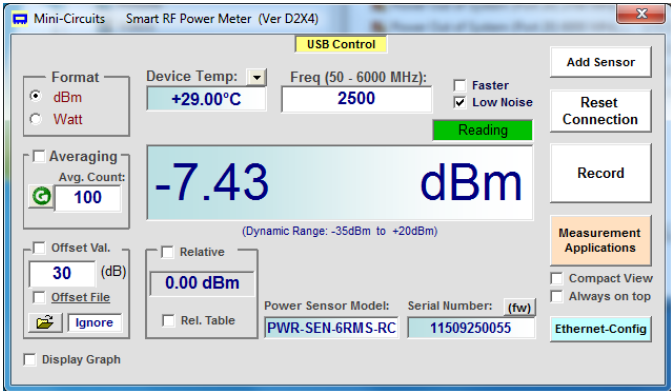 Mini-Circuits Smart RF Power Meter (Ver D2X4)
USB Control
Format
dBm
Watt
Device Temp:
+29.00°C
Freq (50 - 6000 MHz):
2500
Faster
Low Noise
Reading
Averaging
Avg. Count:
100
-7.43 dBm
(Dynamic Range: -35dBm to +20dBm)
Offset Val.
30 (dB)
Offset File
Ignore
Relative
0.00 dBm
Rel. Table
Power Sensor Model:
PWR-SEN-6RMS-RC
Serial Number: (fw)
11509250055
Display Graph
Add Sensor
Reset
Connection
Record
Measurement
Applications
Compact View
Always on top
Ethernet-Config